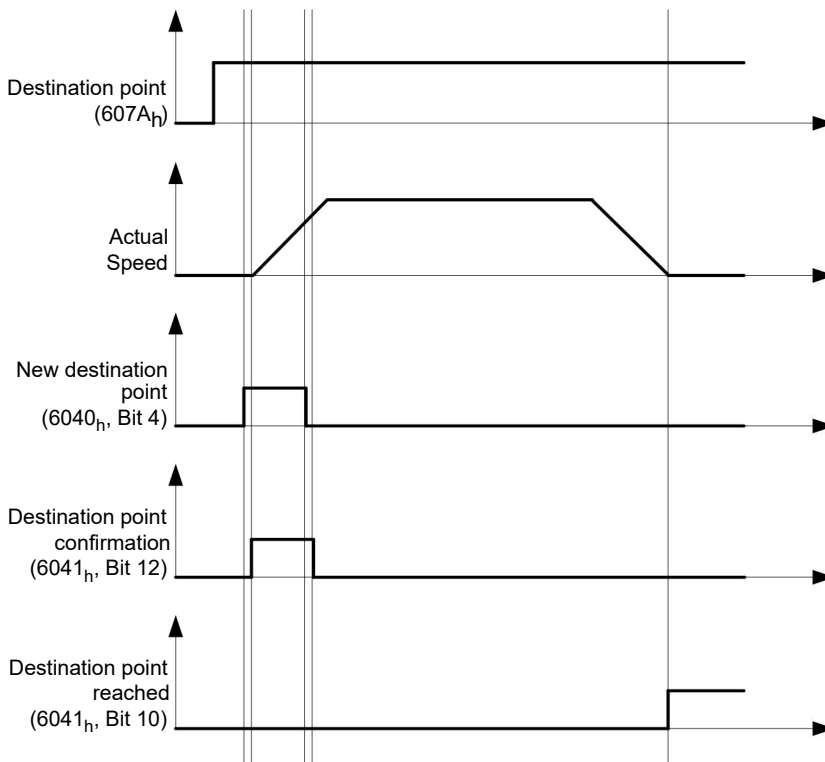 Destination point
(607Ah)
Actual
Speed
New destination
point
(6040h, Bit 4)
Destination point
confirmation
(6041h, Bit 12)
Destination point
reached
(6041h, Bit 10)